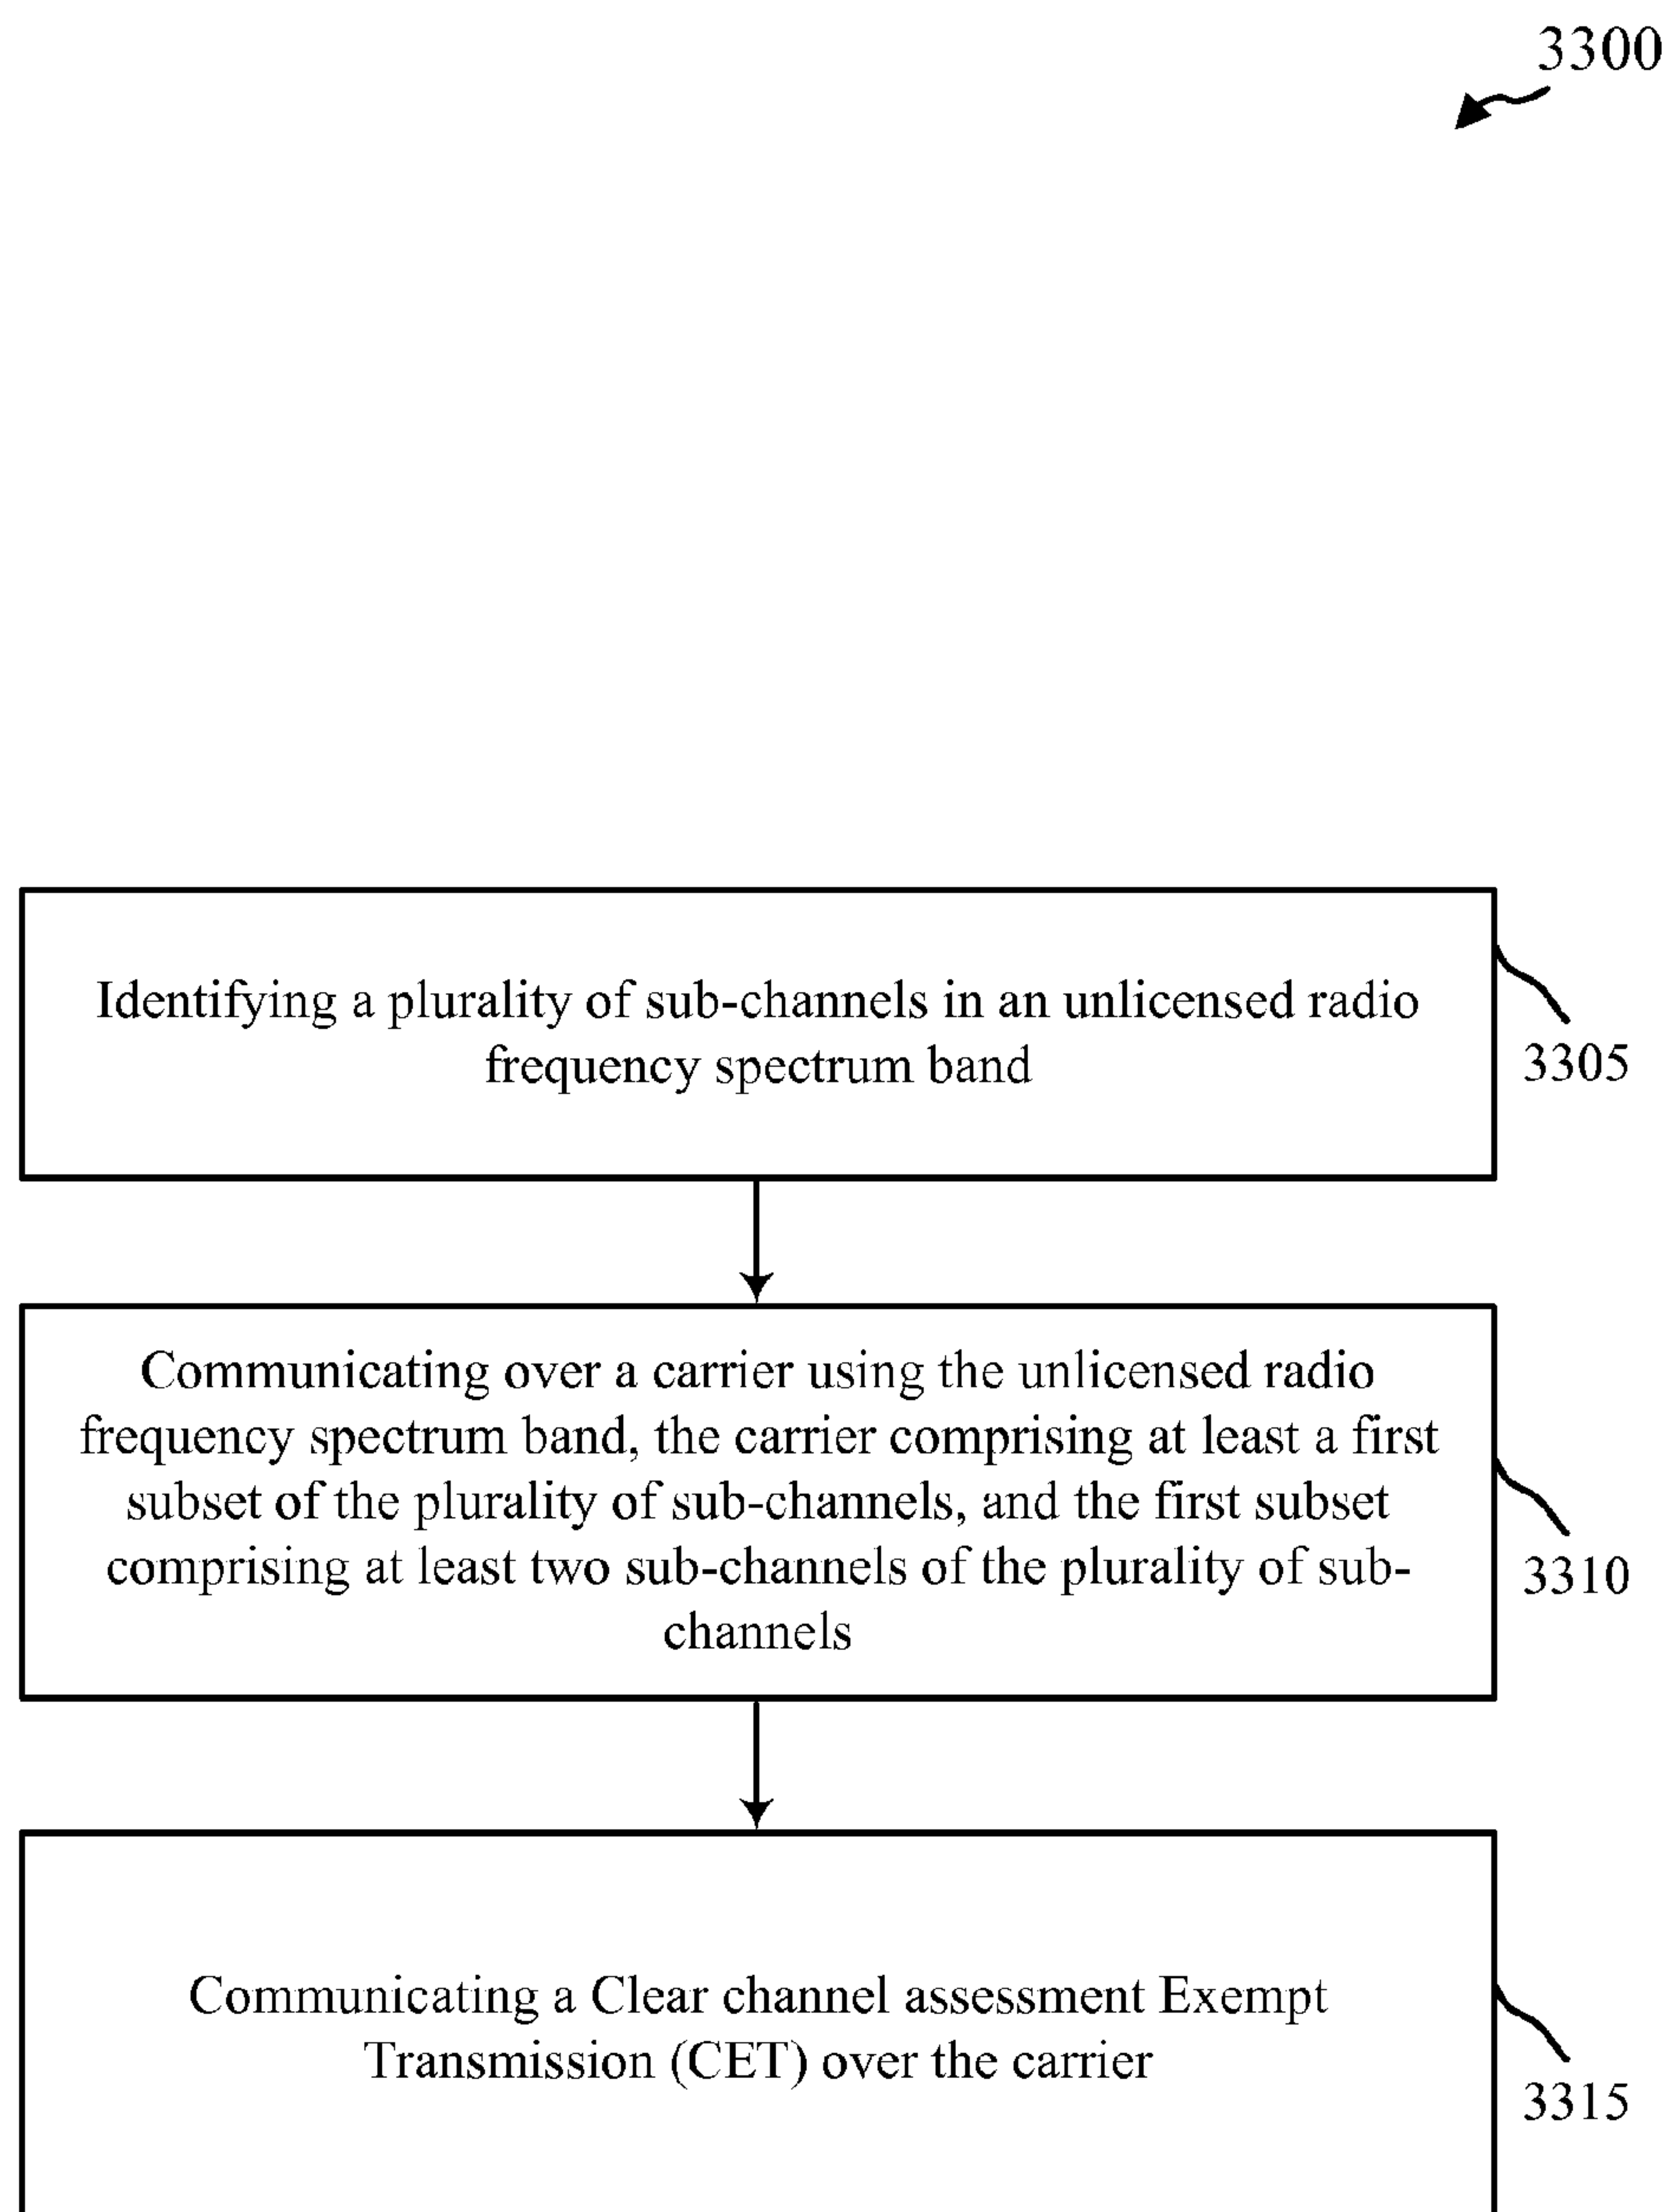 3300
Identifying a plurality of sub-channels in an unlicensed radio
frequency spectrum band
3305
Communicating over a carrier using the unlicensed radio
frequency spectrum band, the carrier comprising at least a first
subset of the plurality of sub-channels, and the first subset
comprising at least two sub-channels of the plurality of sub-
channels
3310
Communicating a Clear channel assessment Exempt
Transmission (CET) over the carrier
3315